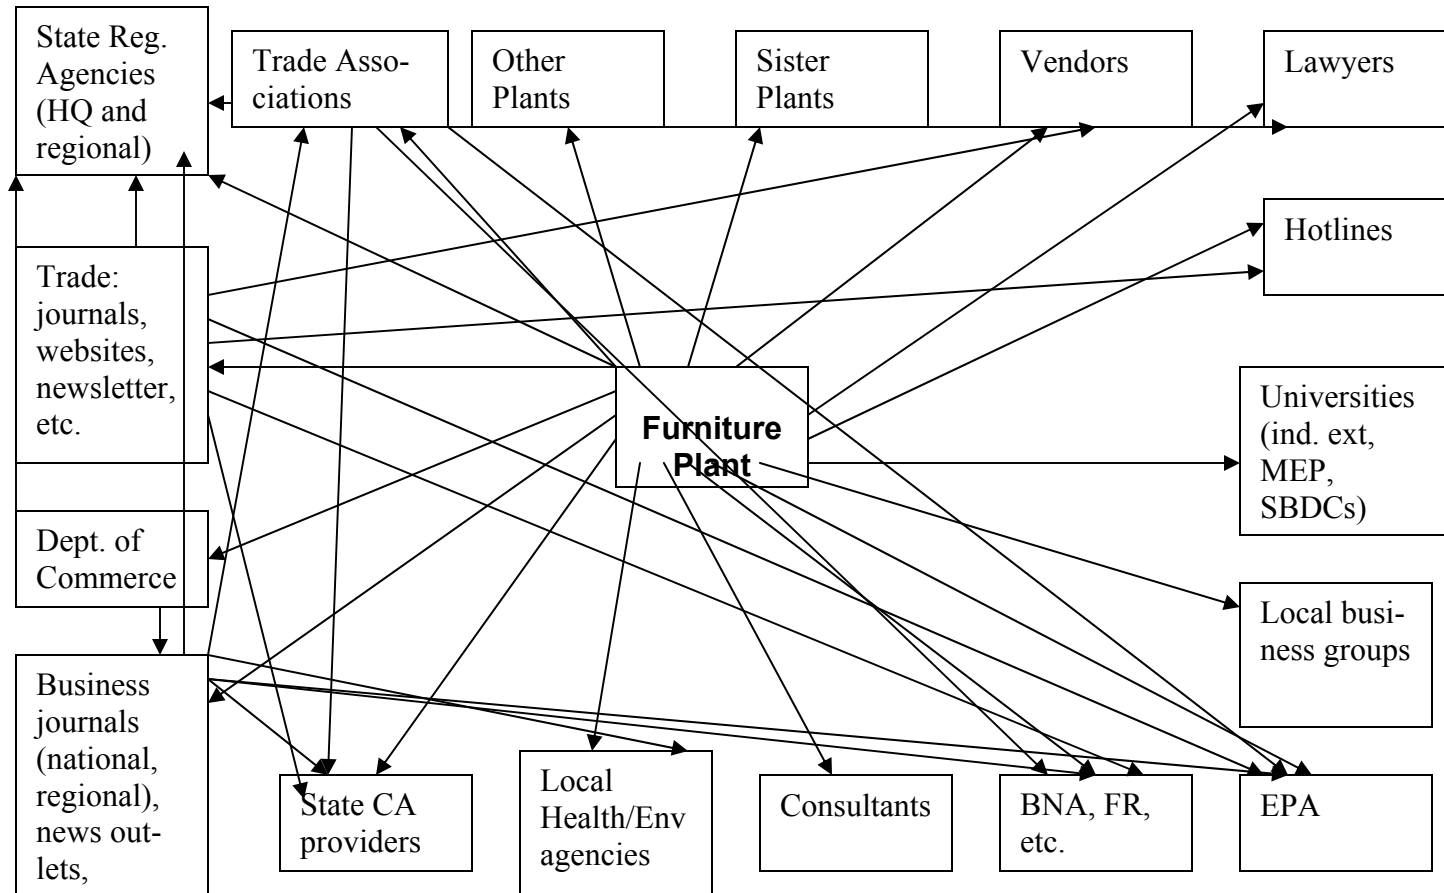 State Reg.
Agencies
(HQ and
regional)
Trade Asso-
ciations
Other
Plants
Sister
Plants
Vendors
Lawyers
Hotlines
Trade:
journals,
websites,
newsletter,
etc.
Furniture
Plant
Universities
(ind. ext,
MEP,
SBDCs)
Dept. of
Commerce
Local busi-
ness groups
Business
journals
(national,
regional),
news out-
lets,
State CA
providers
Local
Health/Env
agencies
Consultants
BNA, FR,
etc.
EPA